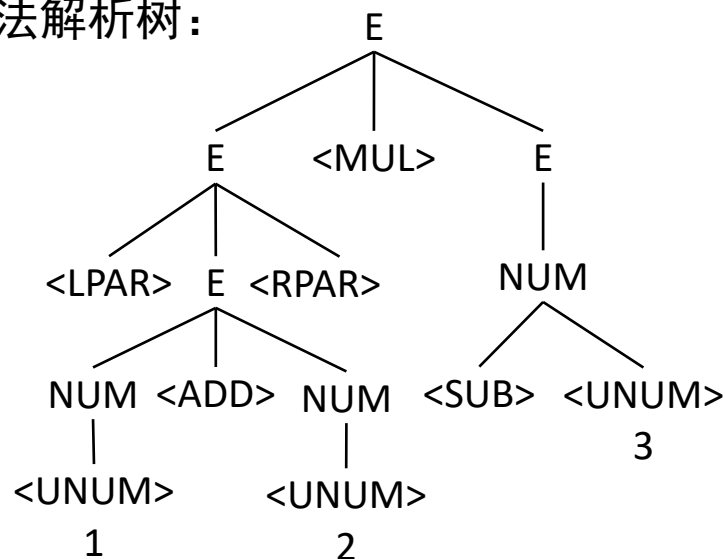 法解析树：
E
E <MUL> E
<LPAR> E <RPAR> NUM
NUM <ADD> NUM <SUB> <UNUM>
3
<UNUM> <UNUM>
1 2